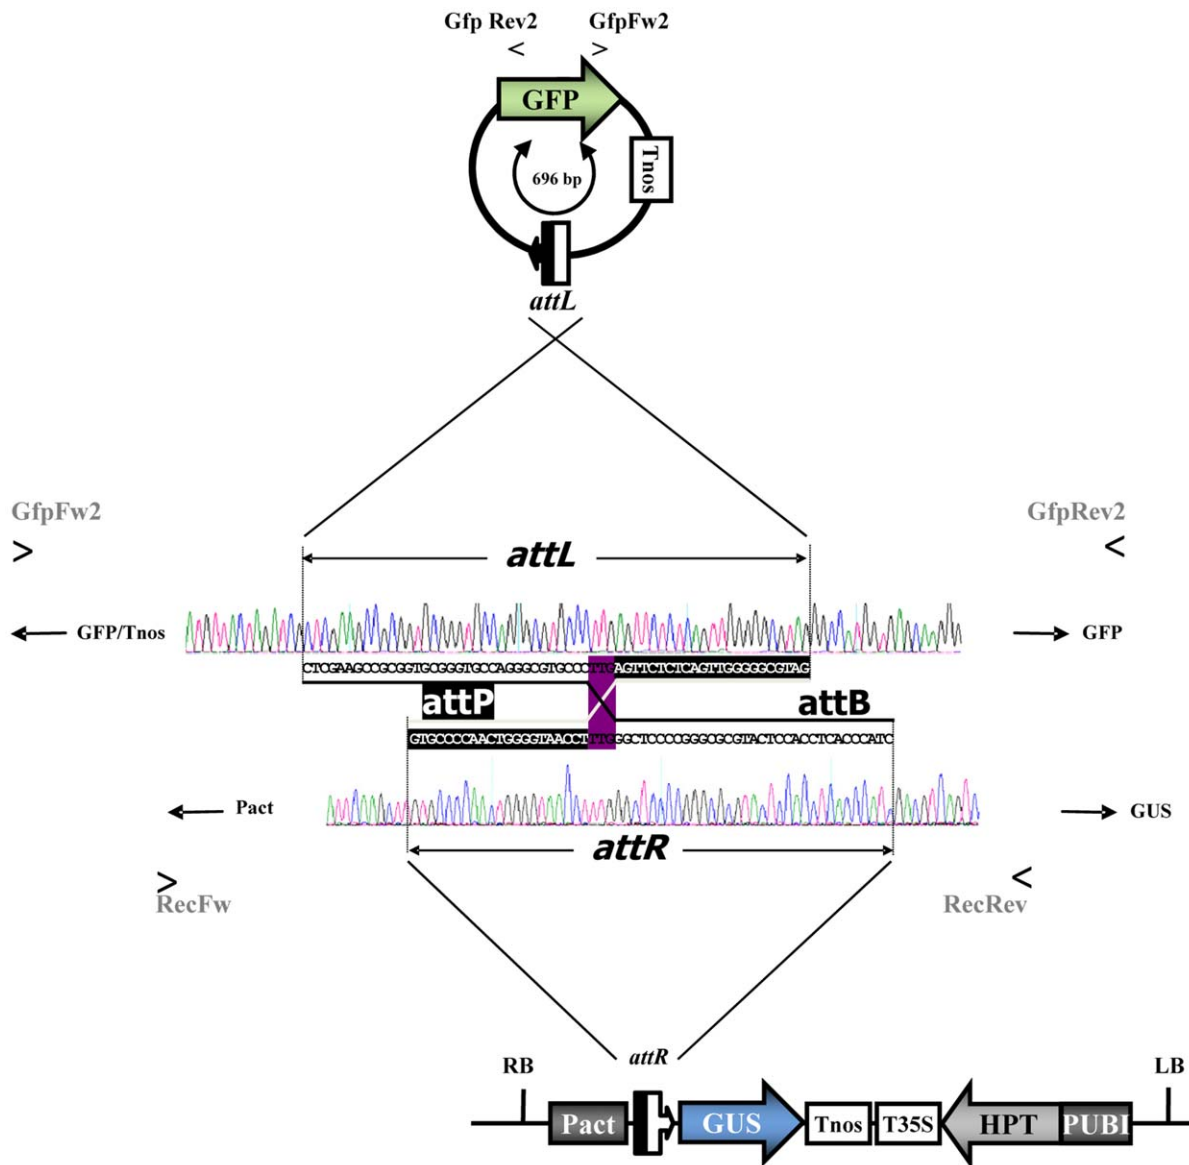 Gfp Rev2 GfpFw2
GFP
Tnos
696 bp
attL
GfpFw2 GfpRev2
attL
GFP/Tnos GFP
CTCGAAGCCGCGGTGCGGGTGCCAGGGCGTGCCCTTGAGTTCTCTCAGTTGGGGGCGTAG
attP attB
GTGCCCCAACTGGGGTAACCTTTGGGCTCCCCGGGCGCGTACTCCACCTCACCCATC
Pact GUS
attR
RecFw RecRev
attR
RB LB
Pact GUS Tnos T35S HPT PUBI